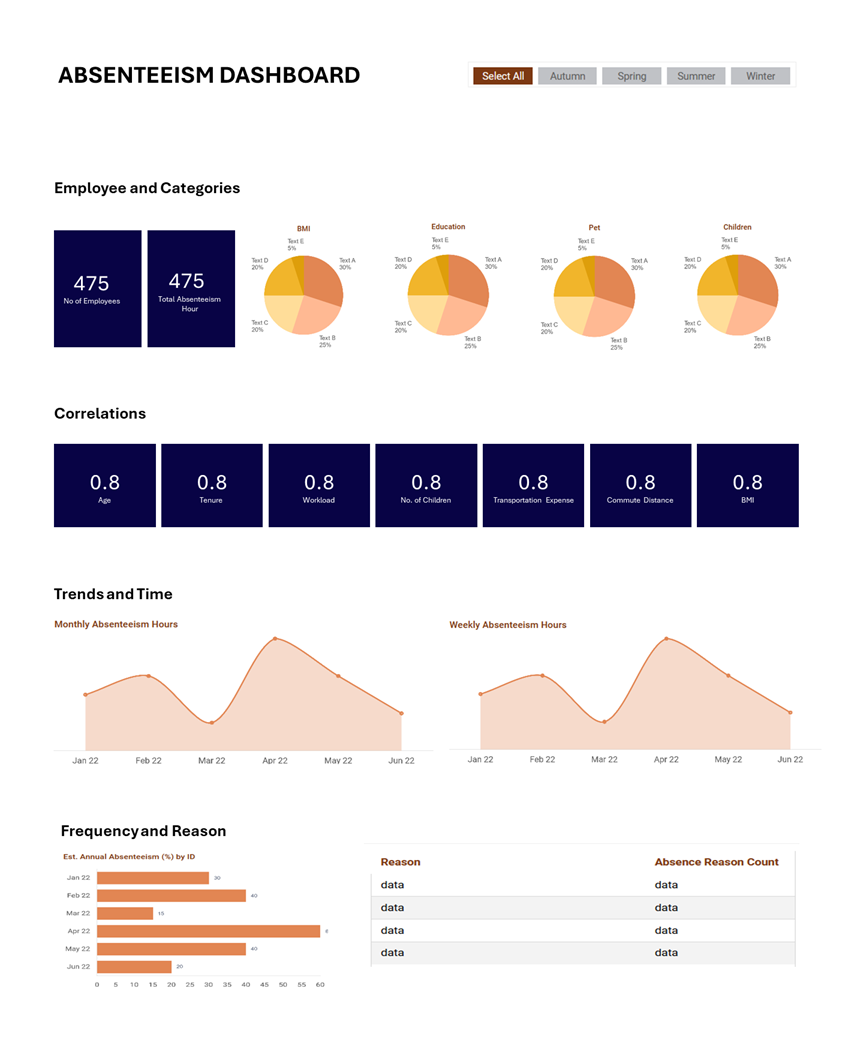 ABSENTEEISM DASHBOARD
Select All Autumn Spring Summer Winter
Employee and Categories
475
No of Employees
475
Total Absenteeism
Hour
BMI
Text E
5%
Text D
20%
Text A
30%
Text C
20%
Text B
25%
Education
Text E
5%
Text D
20%
Text A
30%
Text C
20%
Text B
25%
Pet
Text E
5%
Text D
20%
Text A
30%
Text C
20%
Text B
25%
Children
Text E
5%
Text D
20%
Text A
30%
Text C
20%
Text B
25%
Correlations
0.8
Age
0.8
Tenure
0.8
Workload
0.8
No. of Children
0.8
Transportation Expense
0.8
Commute Distance
0.8
BMI
Trends and Time
Monthly Absenteeism Hours
Jan 22 Feb 22 Mar 22 Apr 22 May 22 Jun 22
Weekly Absenteeism Hours
Jan 22 Feb 22 Mar 22 Apr 22 May 22 Jun 22
Frequency and Reason
Est. Annual Absenteeism (%) by ID
Jan 22 30
Feb 22 40
Mar 22 15
Apr 22 6
May 22 40
Jun 22 20
0 5 10 15 20 25 30 35 40 45 50 55 60
Reason Absence Reason Count
data data
data data
data data
data data